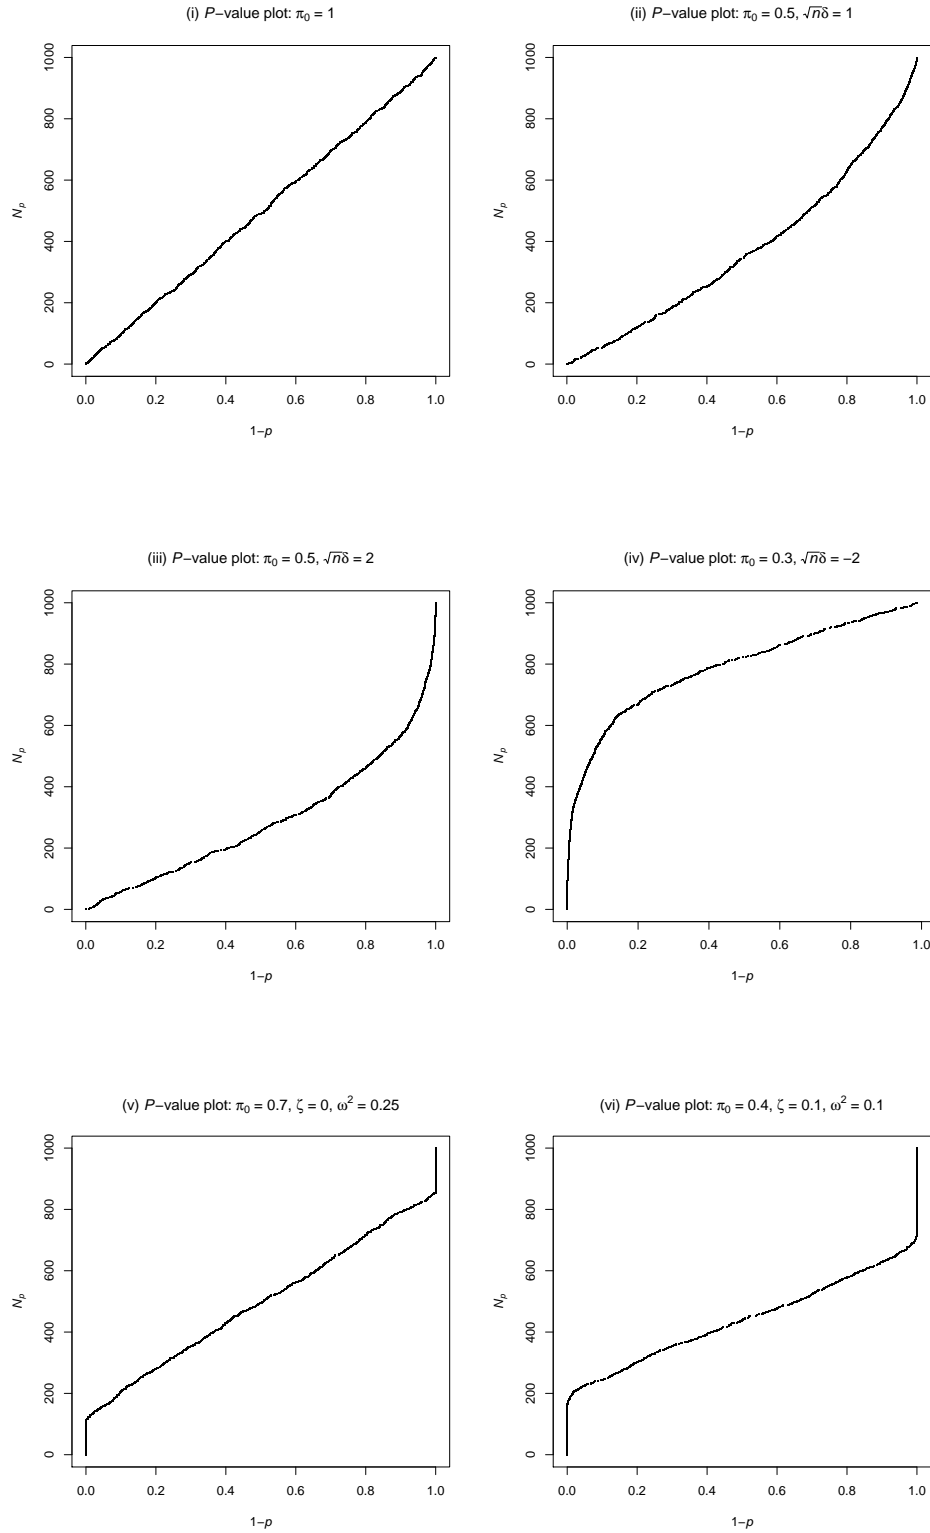 (i) P−value plot: π₀ = 1
(ii) P−value plot: π₀ = 0.5, √nδ = 1
1000
800
600
400
200
0
Nₚ
0.0 0.2 0.4 0.6 0.8 1.0
1−p
1000
800
600
400
200
0
Nₚ
0.0 0.2 0.4 0.6 0.8 1.0
1−p
(iii) P−value plot: π₀ = 0.5, √nδ = 2
(iv) P−value plot: π₀ = 0.3, √nδ = −2
1000
800
600
400
200
0
Nₚ
0.0 0.2 0.4 0.6 0.8 1.0
1−p
1000
800
600
400
200
0
Nₚ
0.0 0.2 0.4 0.6 0.8 1.0
1−p
(v) P−value plot: π₀ = 0.7, ζ = 0, ω² = 0.25
(vi) P−value plot: π₀ = 0.4, ζ = 0.1, ω² = 0.1
1000
800
600
400
200
0
Nₚ
0.0 0.2 0.4 0.6 0.8 1.0
1−p
1000
800
600
400
200
0
Nₚ
0.0 0.2 0.4 0.6 0.8 1.0
1−p